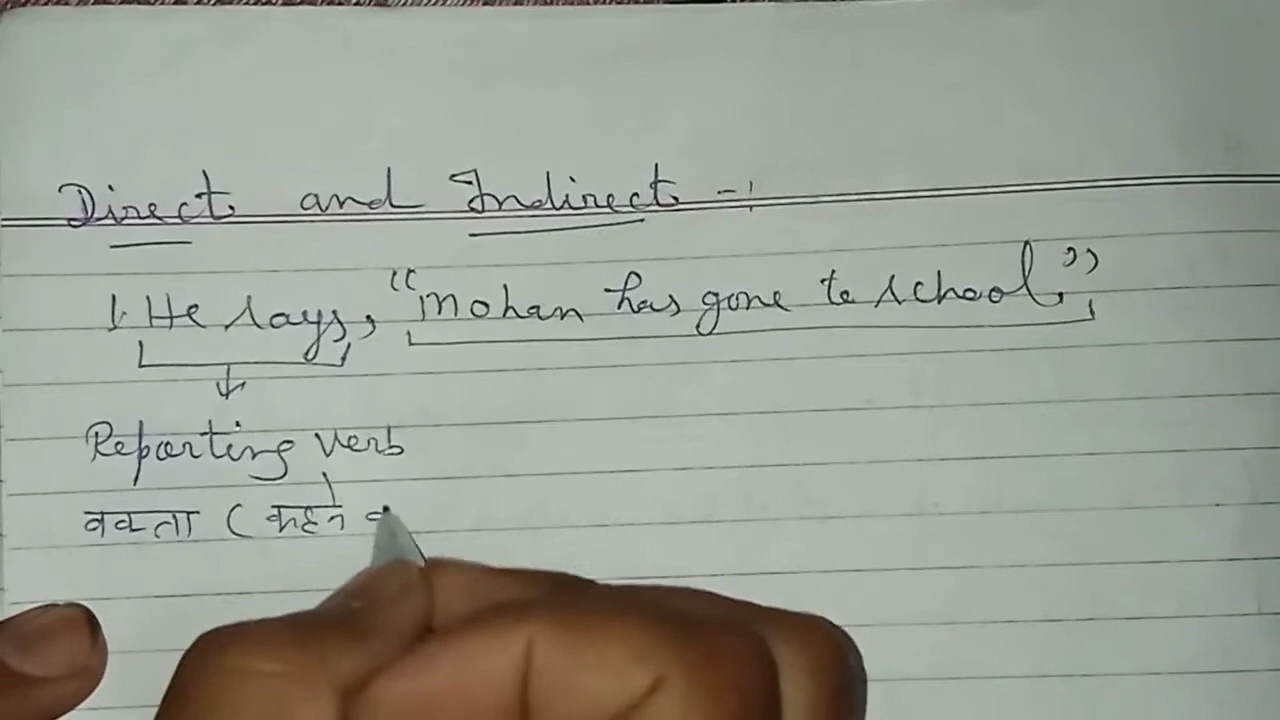 Direct and Indirect -:
1. He says, "Mohan has gone to school."
Reporting verb
वक्ता ( कहने